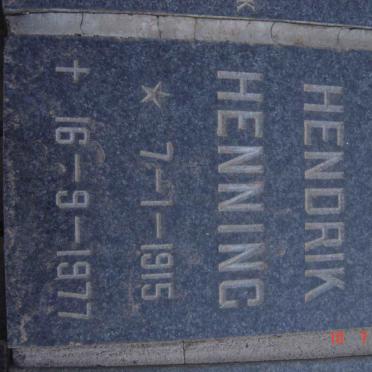 HENDRIK
HENNING
★ 7-1-1915
✝ 16-9-1977